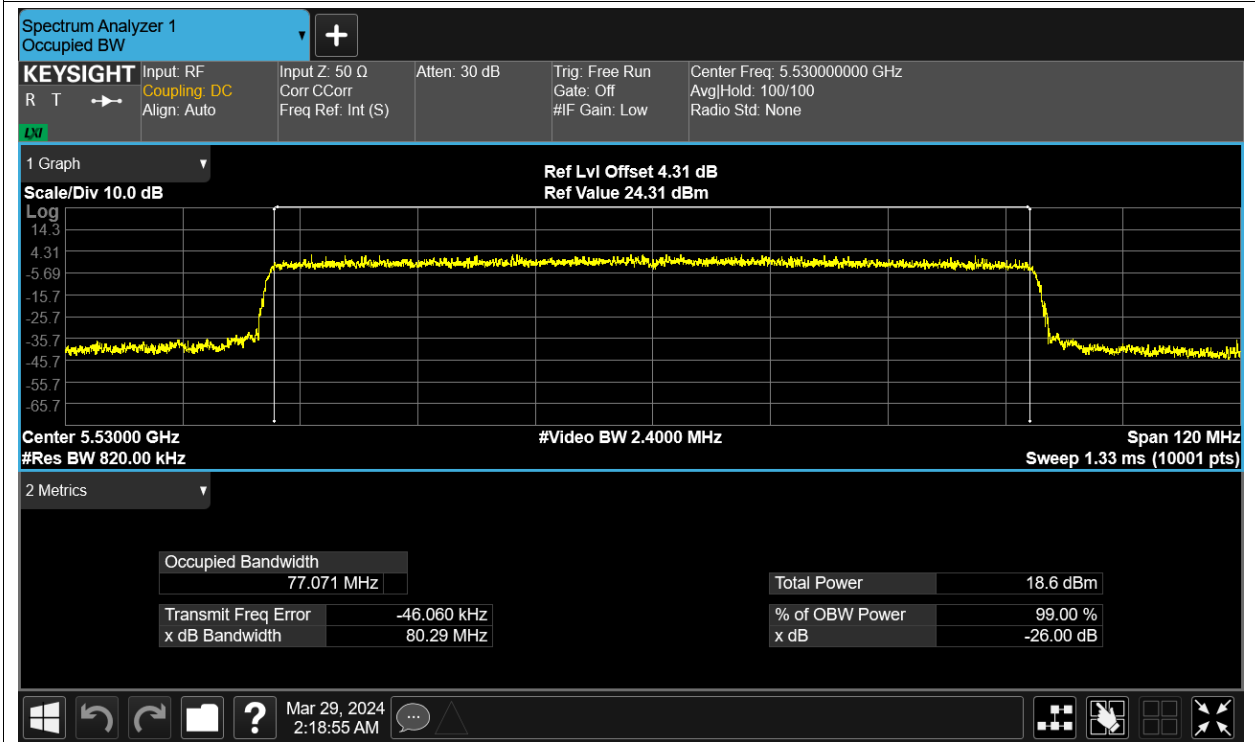 Spectrum Analyzer 1
Occupied BW
KEYSIGHT
R T
LXI
Input: RF
Coupling: DC
Align: Auto
Input Z: 50 Ω
Corr CCorr
Freq Ref: Int (S)
Atten: 30 dB
Trig: Free Run
Gate: Off
#IF Gain: Low
Center Freq: 5.530000000 GHz
Avg|Hold: 100/100
Radio Std: None
1 Graph
Scale/Div 10.0 dB
Ref Lvl Offset 4.31 dB
Ref Value 24.31 dBm
Log
14.3
4.31
-5.69
-15.7
-25.7
-35.7
-45.7
-55.7
-65.7
Center 5.53000 GHz
#Video BW 2.4000 MHz
Span 120 MHz
#Res BW 820.00 kHz
Sweep 1.33 ms (10001 pts)
2 Metrics
Occupied Bandwidth
77.071 MHz
Total Power 18.6 dBm
Transmit Freq Error -46.060 kHz
% of OBW Power 99.00 %
x dB Bandwidth 80.29 MHz
x dB -26.00 dB
?
Mar 29, 2024
2:18:55 AM